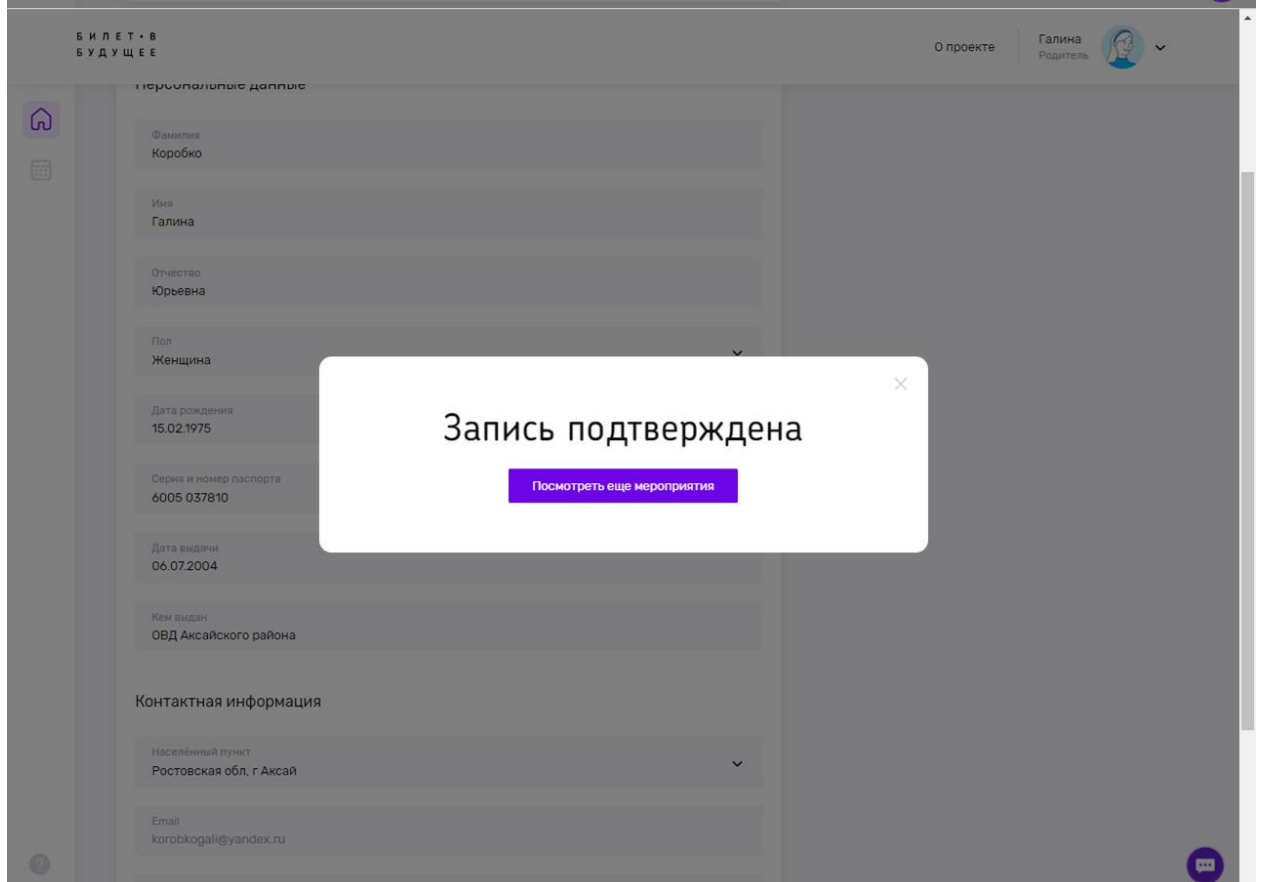 БИЛЕТ•В
БУДУЩЕЕ
О проекте
Галина
Родитель
Персональные данные
Фамилия
Коробко
Имя
Галина
Отчество
Юрьевна
Пол
Женщина
Дата рождения
15.02.1975
Серия и номер паспорта
6005 037810
Дата выдачи
06.07.2004
Кем выдан
ОВД Аксайского района
Запись подтверждена
Посмотреть еще мероприятия
Контактная информация
Населённый пункт
Ростовская обл, г Аксай
Email
korobkogali@yandex.ru
?